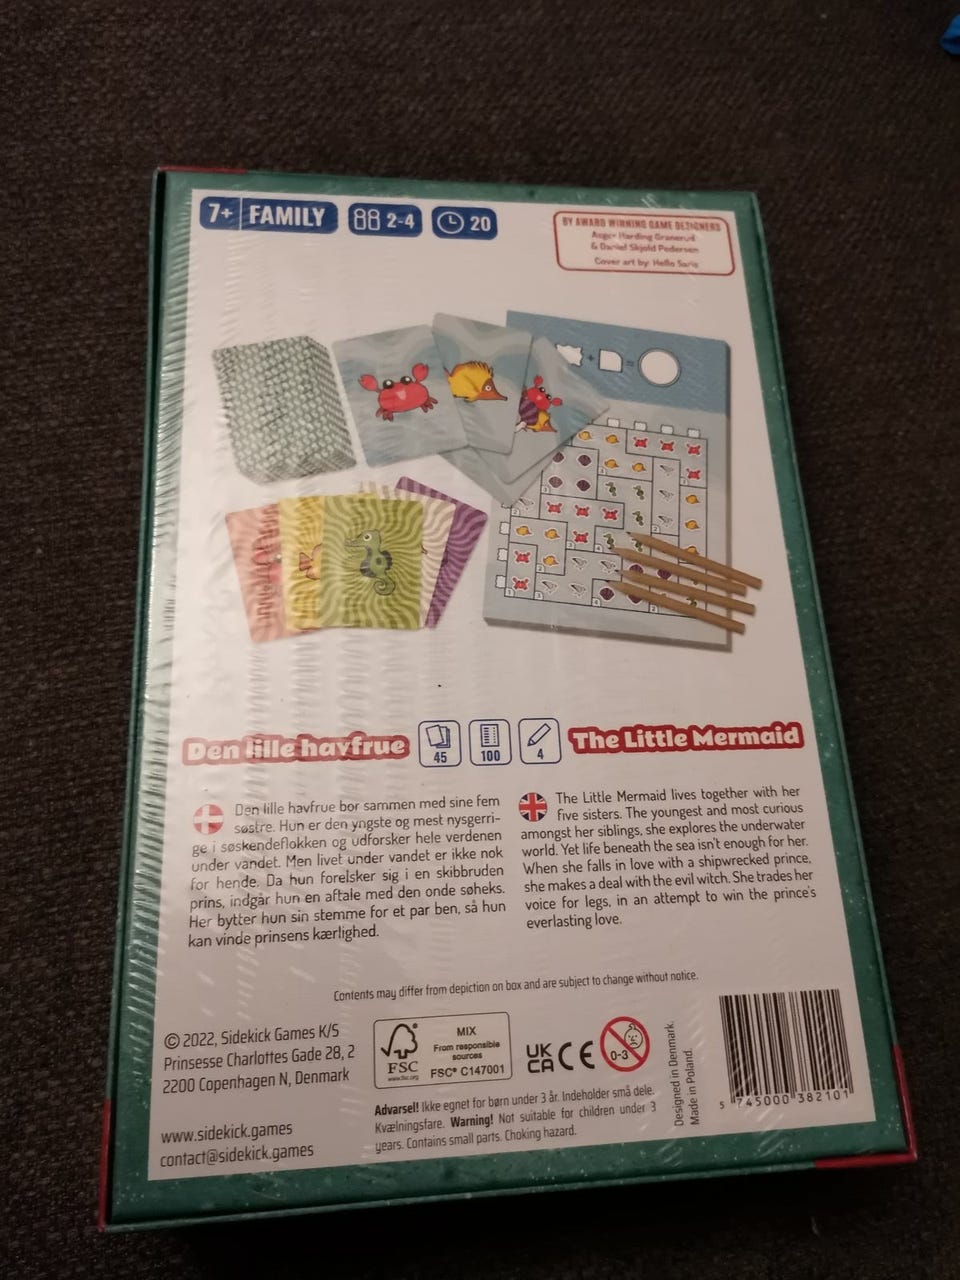 7+ FAMILY 2-4 20
BY AWARD WINNING GAME DESIGNERS
Asger Harding Granerud
& Daniel Skjold Pedersen
Cover art by: Hello
Den lille havfrue
45
100
4
The Little Mermaid
Den lille havfrue bor sammen med sine fem
søstre. Hun er den yngste og mest nysgerri-
ge i søskendeflokken og udforsker hele verdenen
under vandet. Men livet under vandet er ikke nok
for hende. Da hun forelsker sig i en skibbruden
prins, indgår hun en aftale med den onde søheks.
Her bytter hun sin stemme for et par ben, så hun
kan vinde prinsens kærlighed.
The Little Mermaid lives together with her
five sisters. The youngest and most curious
amongst her siblings, she explores the underwater
world. Yet life beneath the sea isn't enough for her.
When she falls in love with a shipwrecked prince,
she makes a deal with the evil witch. She trades her
voice for legs, in an attempt to win the prince's
everlasting love.
Contents may differ from depiction on box and are subject to change without notice.
© 2022, Sidekick Games K/S
Prinsesse Charlottes Gade 28, 2
2200 Copenhagen N, Denmark
www.sidekick.games
contact@sidekick.games
FSC
www.fsc.org
MIX
From responsible
sources
FSC® C147001
UK
CA
CE
0-3
Advarsel! Ikke egnet for børn under 3 år. Indeholder små dele.
Kvælningsfare. Warning! Not suitable for children under 3
years. Contains small parts. Choking hazard.
Designed in Denmark.
Made in Poland.
5 745000 382101